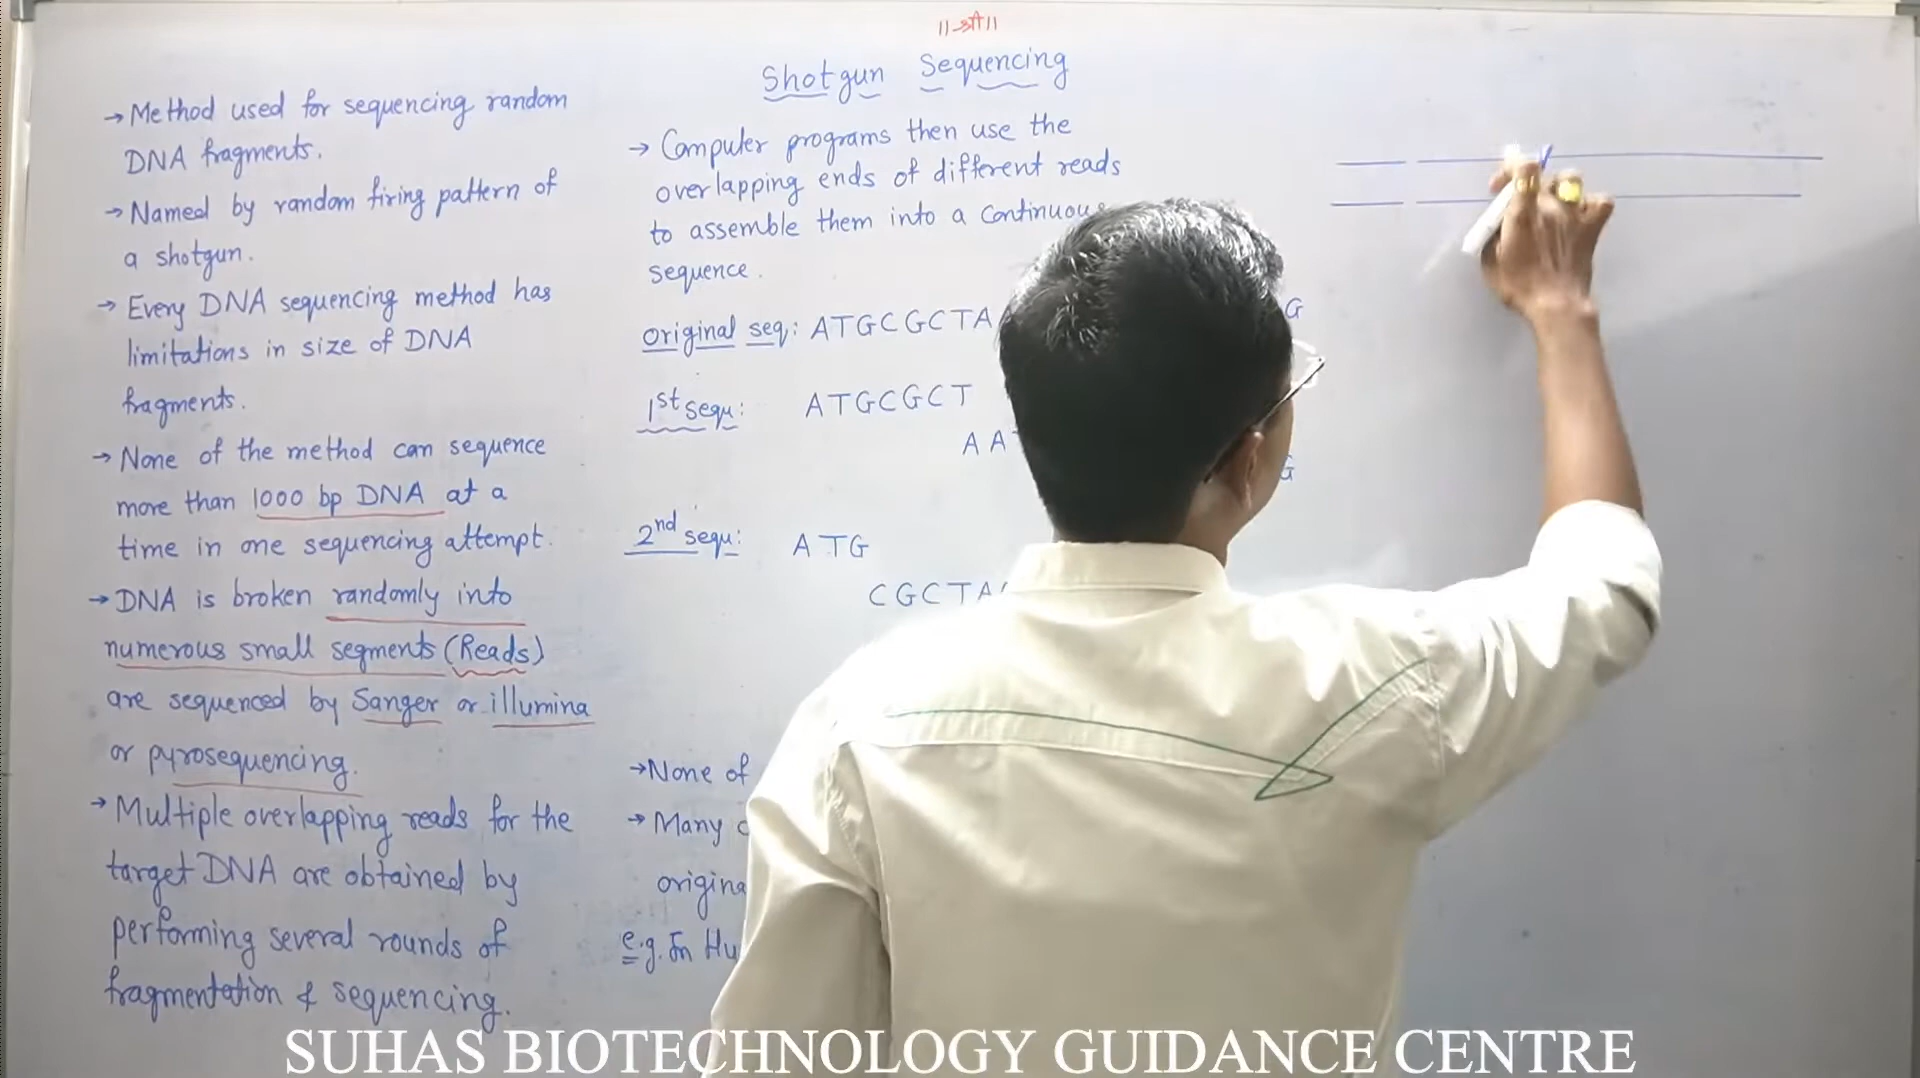 ॥श्री॥
Shotgun Sequencing
→ Method used for sequencing random
DNA fragments.
→ Named by random firing pattern of
a shotgun.
→ Every DNA sequencing method has
limitations in size of DNA
fragments.
→ None of the method can sequence
more than 1000 bp DNA at a
time in one sequencing attempt.
→ DNA is broken randomly into
numerous small segments (Reads)
are sequenced by Sanger or illumina
or pyrosequencing.
→ Multiple overlapping reads for the
target DNA are obtained by
performing several rounds of
fragmentation & sequencing.
→ Computer programs then use the
overlapping ends of different reads
to assemble them into a continuous
sequence.
original seq: ATGCGCTA G
1st sequ: ATGCGCT
AA
G
2nd sequ: ATG
CGCTA
→ None of
→ Many
e.g. In Hu
SUHAS BIOTECHNOLOGY GUIDANCE CENTRE